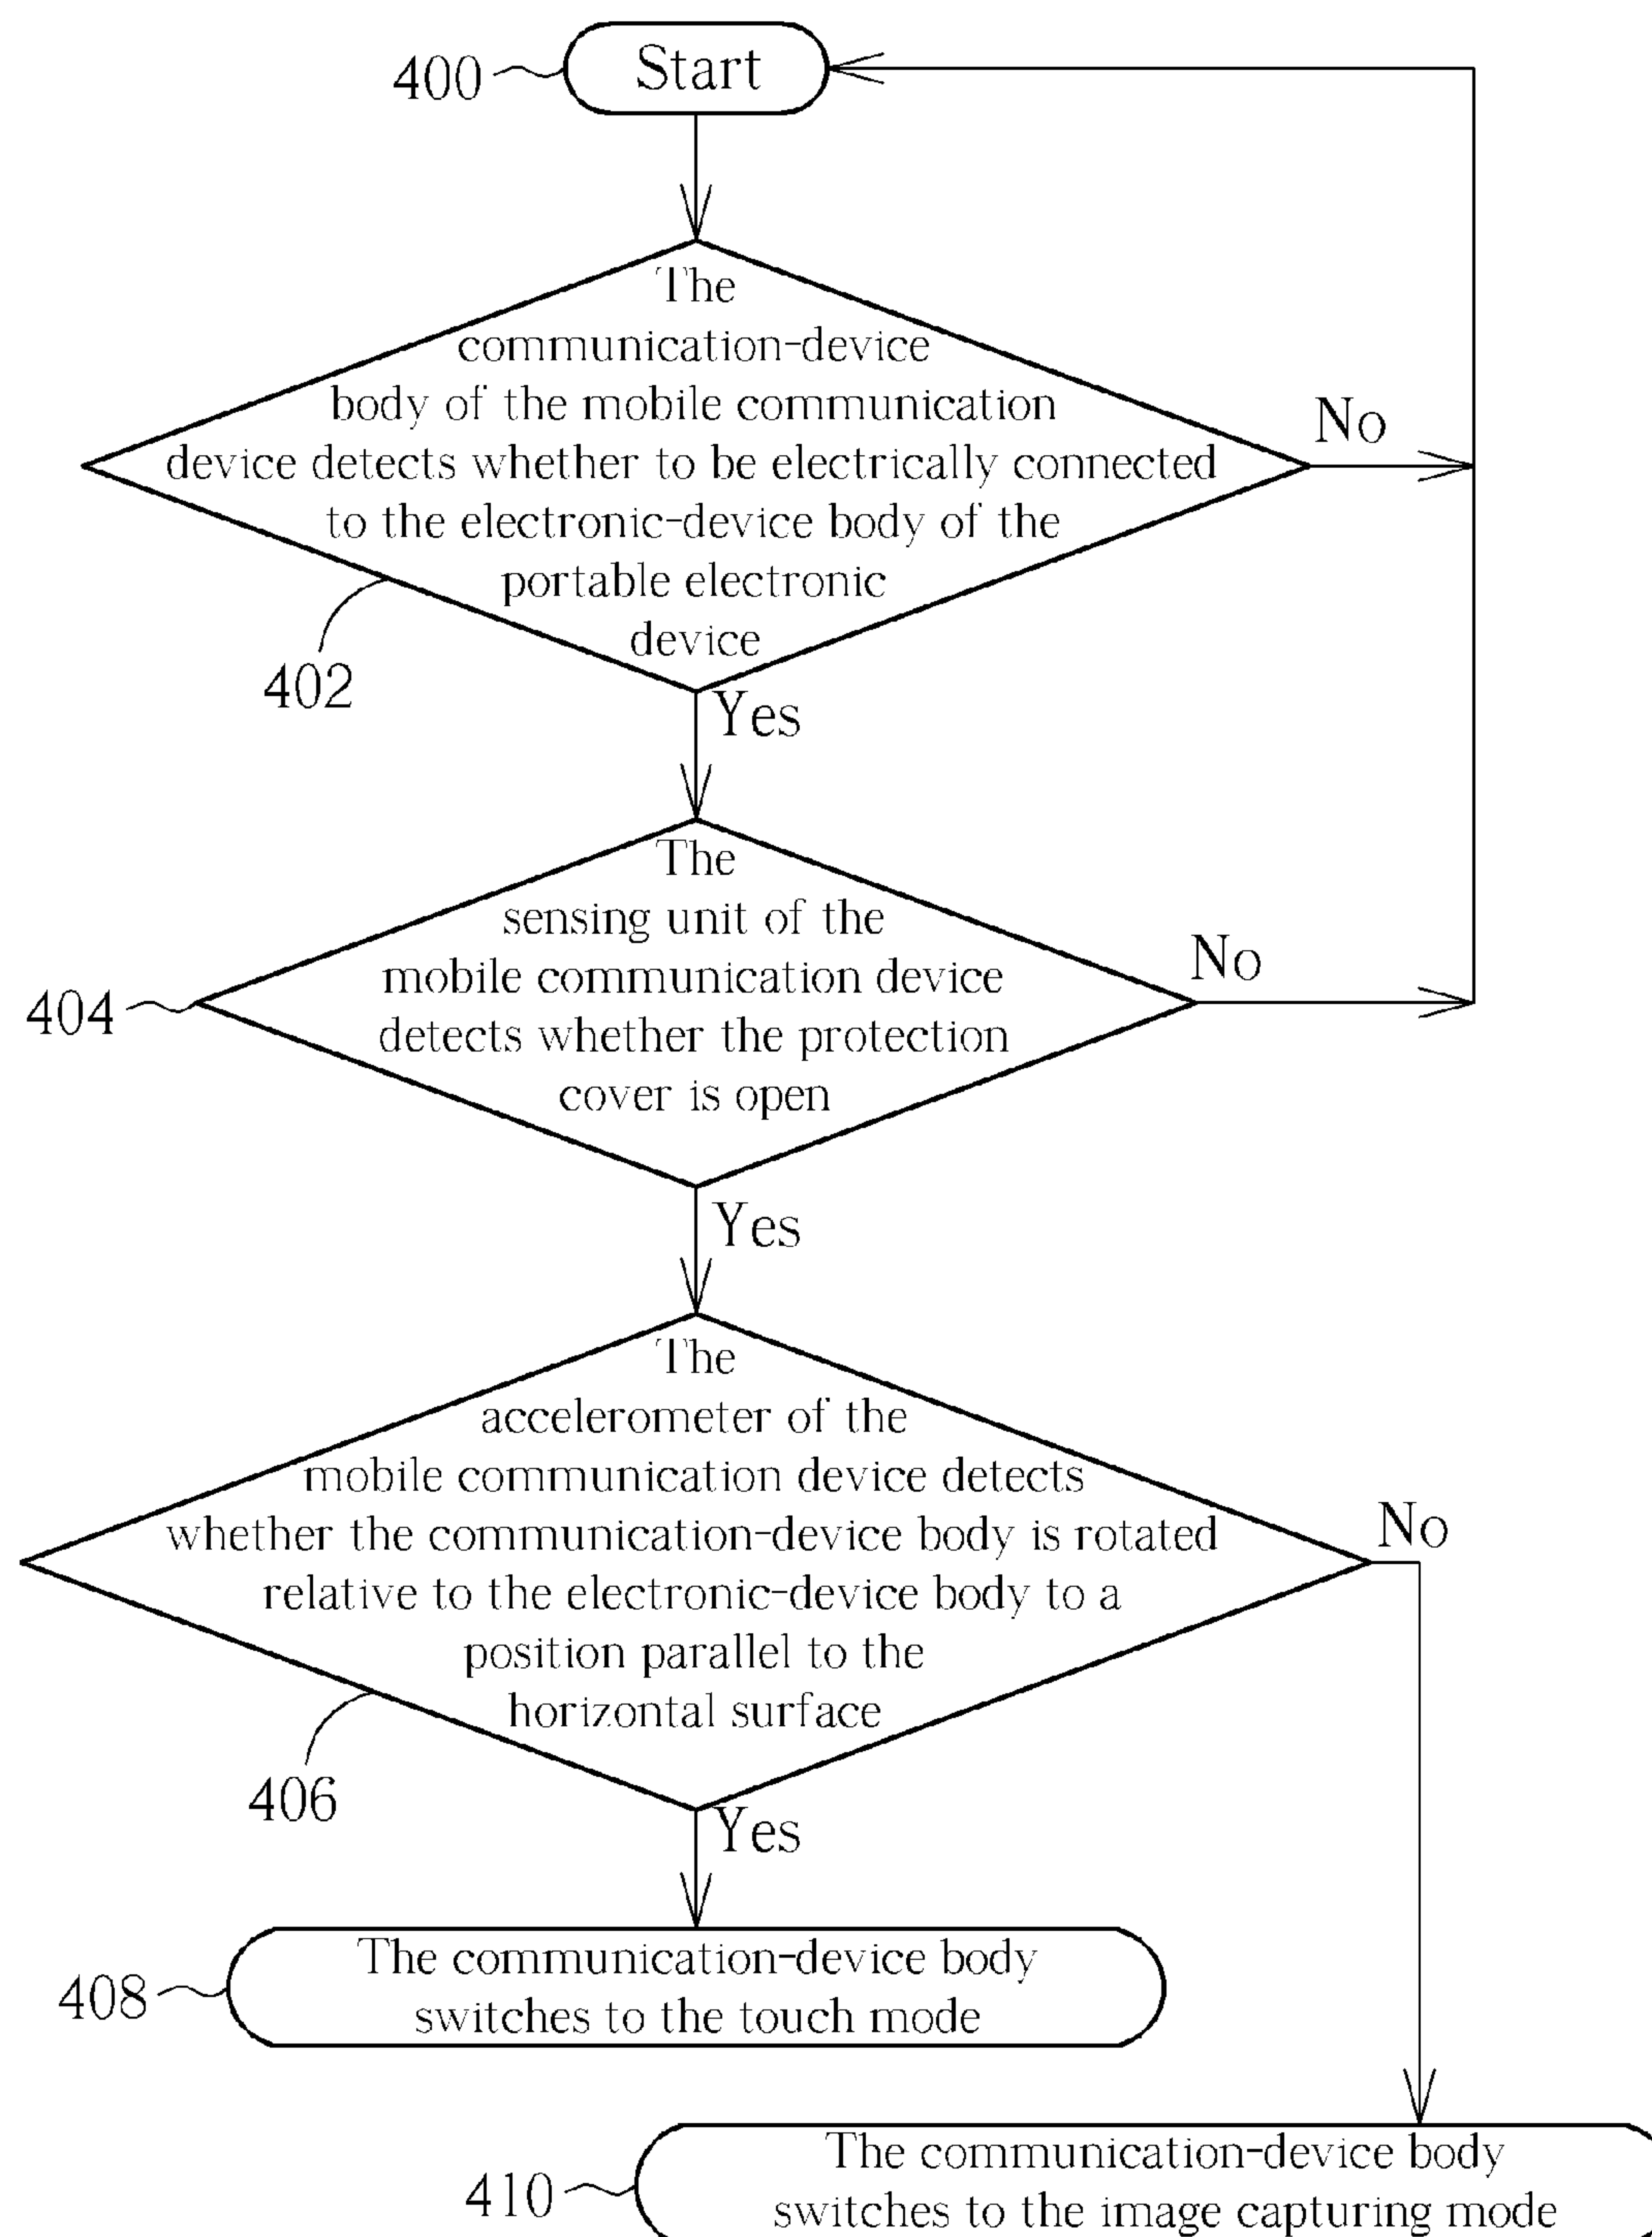 400
Start
The
communication-device
body of the mobile communication
device detects whether to be electrically connected
to the electronic-device body of the
portable electronic
device
No
402
Yes
The
sensing unit of the
mobile communication device
detects whether the protection
cover is open
No
404
Yes
The
accelerometer of the
mobile communication device detects
whether the communication-device body is rotated
relative to the electronic-device body to a
position parallel to the
horizontal surface
No
406
Yes
The communication-device body
switches to the touch mode
408
The communication-device body
switches to the image capturing mode
410